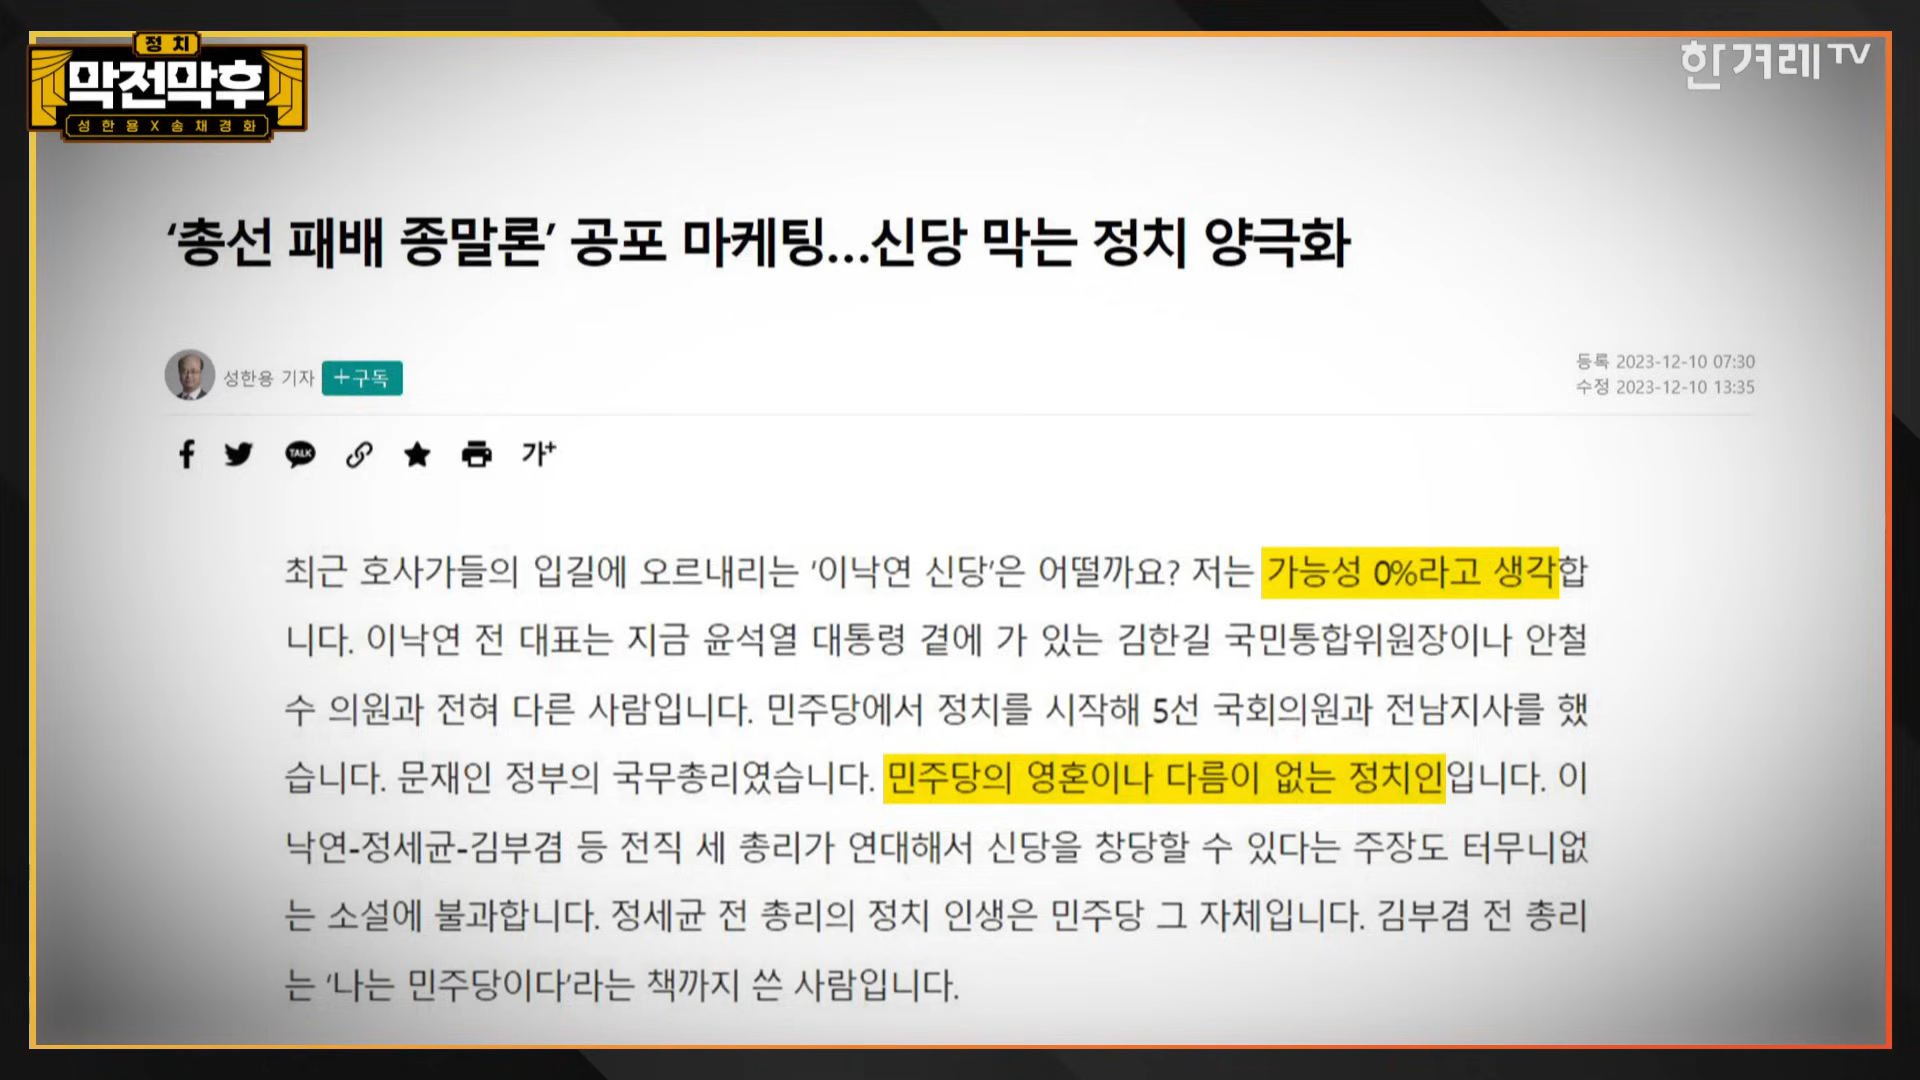 정치
막전막후
성한용X송채경화
한겨레TV
‘총선 패배 종말론’ 공포 마케팅…신당 막는 정치 양극화
성한용 기자 +구독
등록 2023-12-10 07:30
수정 2023-12-10 13:35
TALK
가+
최근 호사가들의 입길에 오르내리는 ‘이낙연 신당’은 어떨까요? 저는 가능성 0%라고 생각합
니다. 이낙연 전 대표는 지금 윤석열 대통령 곁에 가 있는 김한길 국민통합위원장이나 안철
수 의원과 전혀 다른 사람입니다. 민주당에서 정치를 시작해 5선 국회의원과 전남지사를 했
습니다. 문재인 정부의 국무총리였습니다. 민주당의 영혼이나 다름이 없는 정치인입니다. 이
낙연-정세균-김부겸 등 전직 세 총리가 연대해서 신당을 창당할 수 있다는 주장도 터무니없
는 소설에 불과합니다. 정세균 전 총리의 정치 인생은 민주당 그 자체입니다. 김부겸 전 총리
는 ‘나는 민주당이다’라는 책까지 쓴 사람입니다.